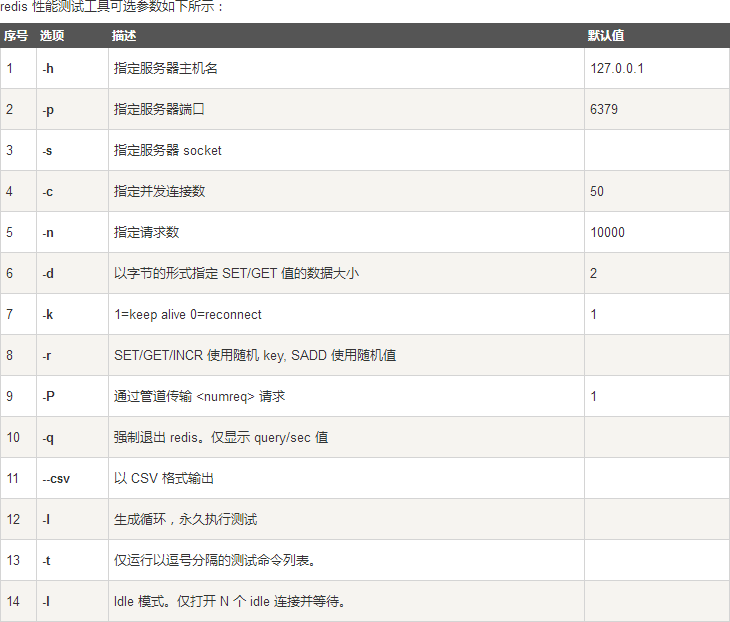 redis 性能测试工具可选参数如下所示：
序号 选项 描述 默认值
1 -h 指定服务器主机名 127.0.0.1
2 -p 指定服务器端口 6379
3 -s 指定服务器 socket
4 -c 指定并发连接数 50
5 -n 指定请求数 10000
6 -d 以字节的形式指定 SET/GET 值的数据大小 2
7 -k 1=keep alive 0=reconnect 1
8 -r SET/GET/INCR 使用随机 key, SADD 使用随机值
9 -P 通过管道传输 <numreq> 请求 1
10 -q 强制退出 redis。仅显示 query/sec 值
11 --csv 以 CSV 格式输出
12 -l 生成循环，永久执行测试
13 -t 仅运行以逗号分隔的测试命令列表。
14 -I Idle 模式。仅打开 N 个 idle 连接并等待。